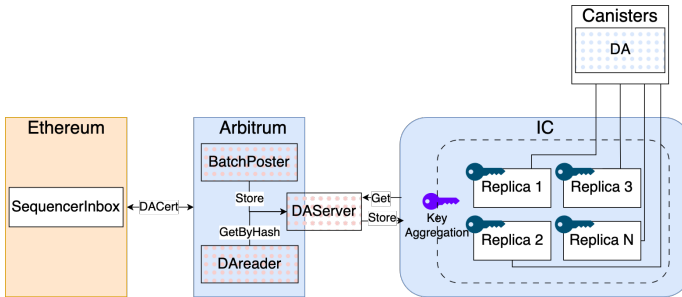 Canisters
DA
Ethereum
Arbitrum
IC
BatchPoster
SequencerInbox
DACert
Store
DAServer
GetByHash
DAreader
Get
Store
Key
Aggregation
Replica 1
Replica 3
Replica 2
Replica N